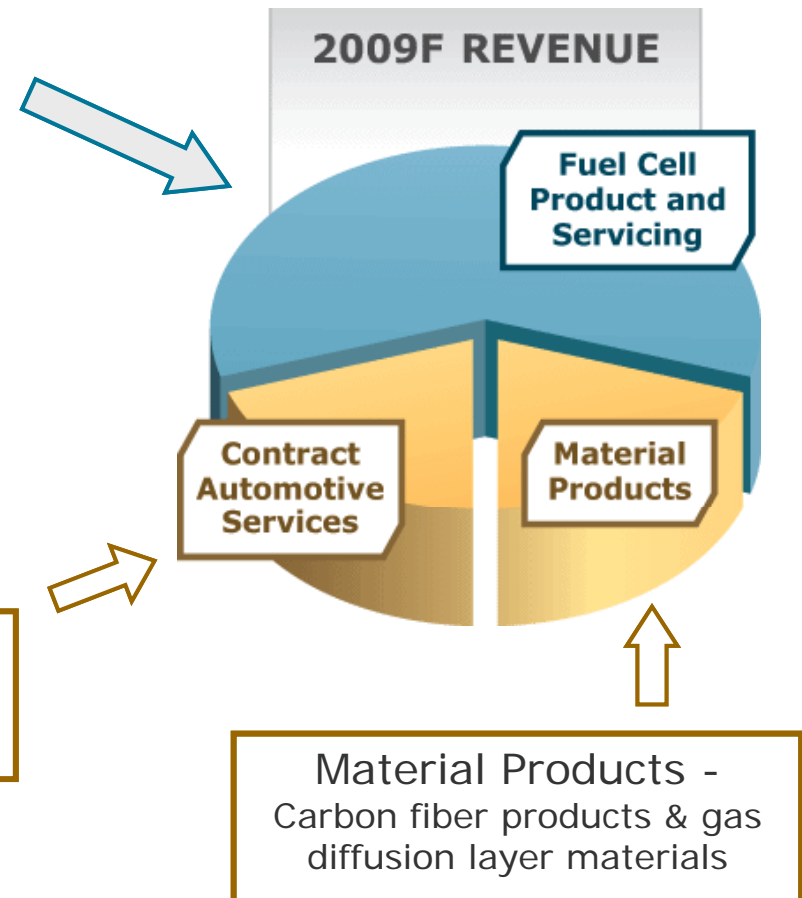 2009F REVENUE
Fuel Cell
Product and
Servicing
Contract
Automotive
Services
Material
Products
Material Products -
Carbon fiber products & gas
diffusion layer materials